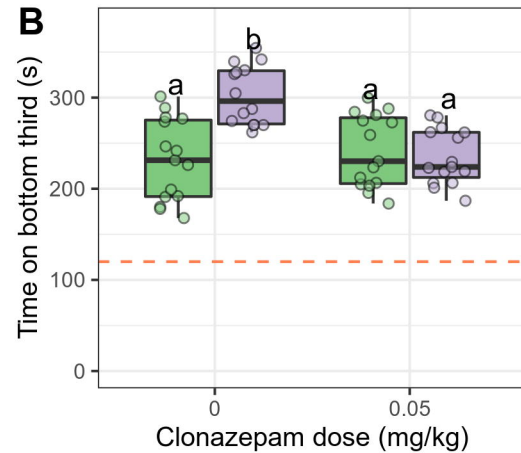 B
Time on bottom third (s)
300
200
100
0
a
b
a
a
0
0.05
Clonazepam dose (mg/kg)